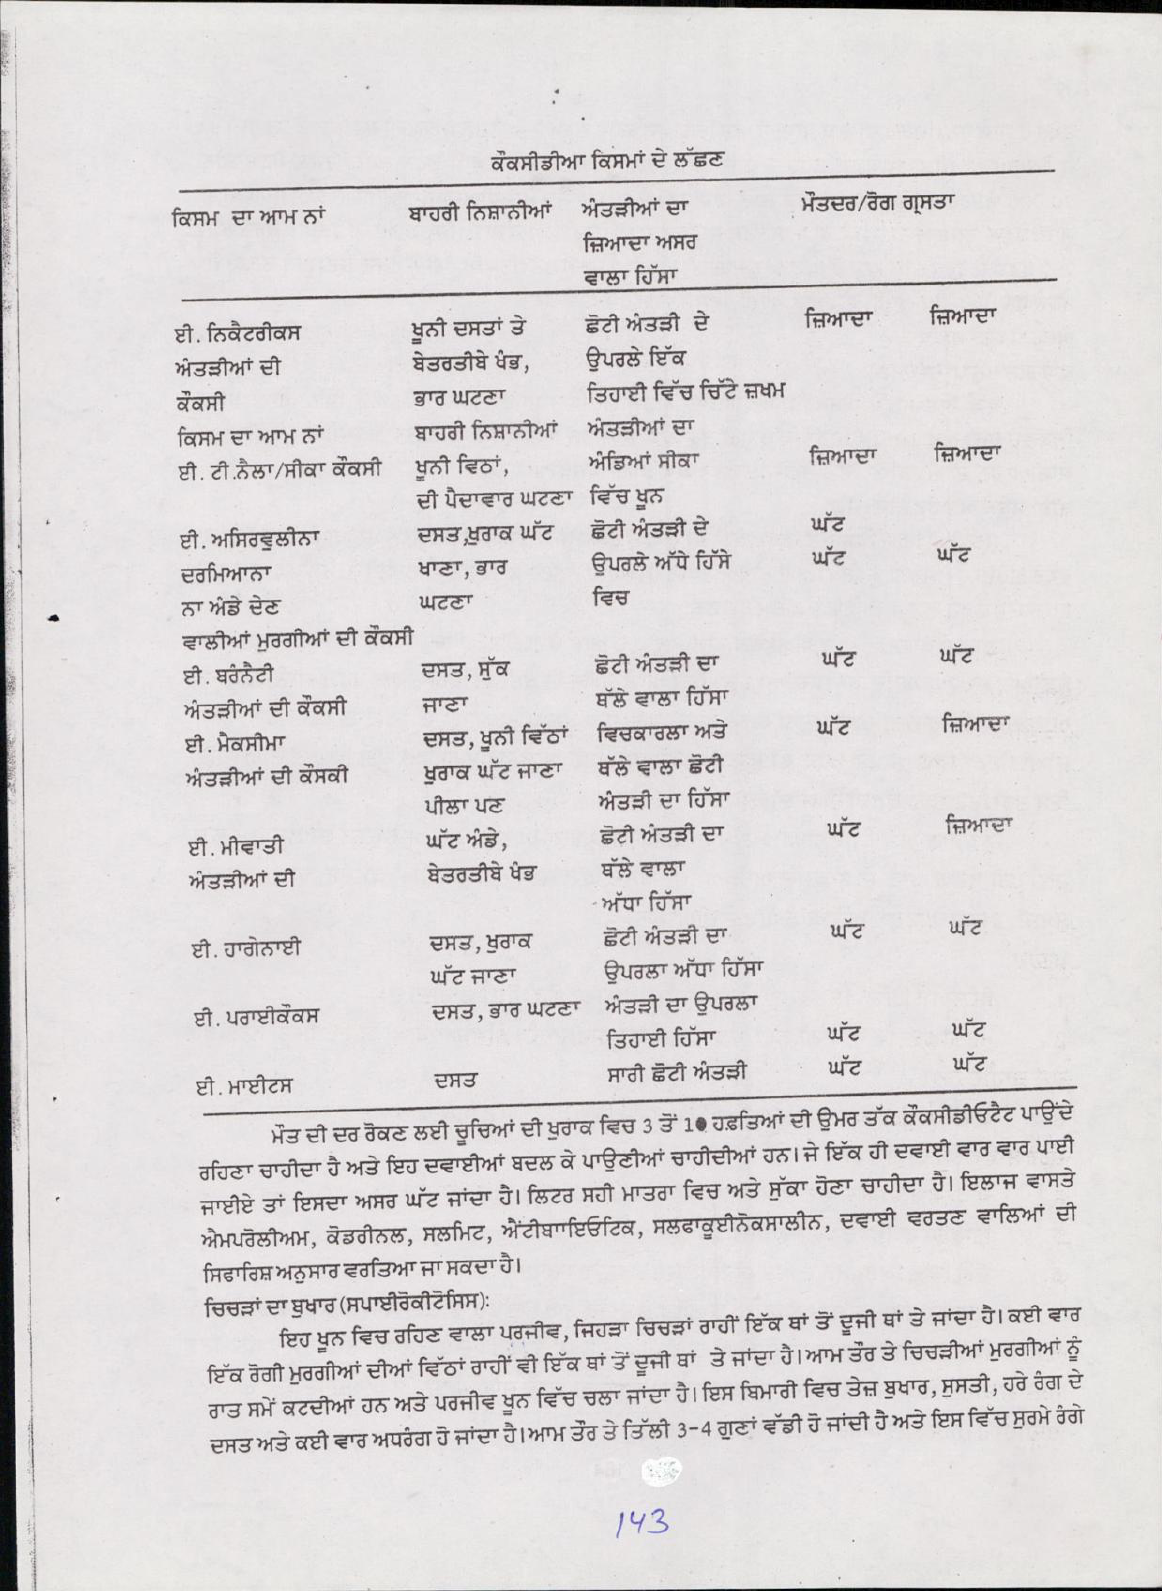 ਕੌਕਸੀਡੀਆ ਕਿਸਮਾਂ ਦੇ ਲੱਛਣ
ਕਿਸਮ ਦਾ ਆਮ ਨਾਂ ਬਾਹਰੀ ਨਿਸ਼ਾਨੀਆਂ ਅੰਤੜੀਆਂ ਦਾ ਮੌਤਦਰ/ਰੋਗ ਗ੍ਰਸਤਾ
ਜ਼ਿਆਦਾ ਅਸਰ
ਵਾਲਾ ਹਿੱਸਾ
ਈ. ਨਿਕੈਟਰੀਕਸ ਖੂਨੀ ਦਸਤਾਂ ਤੇ ਛੋਟੀ ਅੰਤੜੀ ਦੇ ਜ਼ਿਆਦਾ ਜ਼ਿਆਦਾ
ਅੰਤੜੀਆਂ ਦੀ ਬੇਤਰਤੀਬੇ ਖੰਭ, ਉਪਰਲੇ ਇੱਕ
ਕੌਕਸੀ ਭਾਰ ਘਟਣਾ ਤਿਹਾਈ ਵਿੱਚ ਚਿੱਟੇ ਜ਼ਖਮ
ਕਿਸਮ ਦਾ ਆਮ ਨਾਂ ਬਾਹਰੀ ਨਿਸ਼ਾਨੀਆਂ ਅੰਤੜੀਆਂ ਦਾ
ਈ. ਟੀ.ਨੈਲਾ/ਸੀਕਾ ਕੌਕਸੀ ਖੂਨੀ ਵਿਠਾਂ, ਅੰਡਿਆਂ ਸੀਕਾ ਜ਼ਿਆਦਾ ਜ਼ਿਆਦਾ
ਦੀ ਪੈਦਾਵਾਰ ਘਟਣਾ ਵਿੱਚ ਖੂਨ
ਈ. ਅਸਿਰਵੁਲੀਨਾ ਦਸਤ,ਖੁਰਾਕ ਘੱਟ ਛੋਟੀ ਅੰਤੜੀ ਦੇ ਘੱਟ
ਦਰਮਿਆਨਾ ਖਾਣਾ, ਭਾਰ ਉਪਰਲੇ ਅੱਧੇ ਹਿੱਸੇ ਘੱਟ ਘੱਟ
ਨਾ ਅੰਡੇ ਦੇਣ ਘਟਣਾ ਵਿਚ
ਵਾਲੀਆਂ ਮੁਰਗੀਆਂ ਦੀ ਕੌਕਸੀ
ਈ. ਬਰੰਨੈਟੀ ਦਸਤ, ਸੁੱਕ ਛੋਟੀ ਅੰਤੜੀ ਦਾ ਘੱਟ ਘੱਟ
ਅੰਤੜੀਆਂ ਦੀ ਕੌਕਸੀ ਜਾਣਾ ਥੱਲੇ ਵਾਲਾ ਹਿੱਸਾ
ਈ. ਮੈਕਸੀਮਾ ਦਸਤ, ਖੂਨੀ ਵਿੱਠਾਂ ਵਿਚਕਾਰਲਾ ਅਤੇ ਘੱਟ ਜ਼ਿਆਦਾ
ਅੰਤੜੀਆਂ ਦੀ ਕੌਸਕੀ ਖੁਰਾਕ ਘੱਟ ਜਾਣਾ ਥੱਲੇ ਵਾਲਾ ਛੋਟੀ
ਪੀਲਾ ਪਣ ਅੰਤੜੀ ਦਾ ਹਿੱਸਾ
ਈ. ਮੀਵਾਤੀ ਘੱਟ ਅੰਡੇ, ਛੋਟੀ ਅੰਤੜੀ ਦਾ ਘੱਟ ਜ਼ਿਆਦਾ
ਅੰਤੜੀਆਂ ਦੀ ਬੇਤਰਤੀਬੇ ਖੰਭ ਥੱਲੇ ਵਾਲਾ
ਅੱਧਾ ਹਿੱਸਾ
ਈ. ਹਾਗੇਨਾਈ ਦਸਤ, ਖੁਰਾਕ ਛੋਟੀ ਅੰਤੜੀ ਦਾ ਘੱਟ ਘੱਟ
ਘੱਟ ਜਾਣਾ ਉਪਰਲਾ ਅੱਧਾ ਹਿੱਸਾ
ਈ. ਪਰਾਈਕੌਕਸ ਦਸਤ, ਭਾਰ ਘਟਣਾ ਅੰਤੜੀ ਦਾ ਉਪਰਲਾ
ਤਿਹਾਈ ਹਿੱਸਾ ਘੱਟ ਘੱਟ
ਈ. ਮਾਈਟਸ ਦਸਤ ਸਾਰੀ ਛੋਟੀ ਅੰਤੜੀ ਘੱਟ ਘੱਟ
ਮੌਤ ਦੀ ਦਰ ਰੋਕਣ ਲਈ ਚੂਚਿਆਂ ਦੀ ਖੁਰਾਕ ਵਿਚ 3 ਤੋਂ 10 ਹਫ਼ਤਿਆਂ ਦੀ ਉਮਰ ਤੱਕ ਕੌਕਸੀਡੀਓਟੈਟ ਪਾਉਂਦੇ
ਰਹਿਣਾ ਚਾਹੀਦਾ ਹੈ ਅਤੇ ਇਹ ਦਵਾਈਆਂ ਬਦਲ ਕੇ ਪਾਉਣੀਆਂ ਚਾਹੀਦੀਆਂ ਹਨ। ਜੇ ਇੱਕ ਹੀ ਦਵਾਈ ਵਾਰ ਵਾਰ ਪਾਈ
ਜਾਈਏ ਤਾਂ ਇਸਦਾ ਅਸਰ ਘੱਟ ਜਾਂਦਾ ਹੈ। ਲਿਟਰ ਸਹੀ ਮਾਤਰਾ ਵਿਚ ਅਤੇ ਸੁੱਕਾ ਹੋਣਾ ਚਾਹੀਦਾ ਹੈ। ਇਲਾਜ ਵਾਸਤੇ
ਐਮਪਰੋਲੀਅਮ, ਕੋਡਰੀਨਲ, ਸਲਮਿਟ, ਐਂਟੀਬਾਾਇਓਟਿਕ, ਸਲਫਾਕੂਈਨੋਕਸਾਲੀਨ, ਦਵਾਈ ਵਰਤਣ ਵਾਲਿਆਂ ਦੀ
ਸਿਫਾਰਿਸ਼ ਅਨੁਸਾਰ ਵਰਤਿਆ ਜਾ ਸਕਦਾ ਹੈ।
ਚਿਚੜਾਂ ਦਾ ਬੁਖਾਰ (ਸਪਾਈਰੋਕੀਟੋਸਿਸ):
ਇਹ ਖੂਨ ਵਿਚ ਰਹਿਣ ਵਾਲਾ ਪਰਜੀਵ, ਜਿਹੜਾ ਚਿਚੜਾਂ ਰਾਹੀਂ ਇੱਕ ਥਾਂ ਤੋਂ ਦੂਜੀ ਥਾਂ ਤੇ ਜਾਂਦਾ ਹੈ। ਕਈ ਵਾਰ
ਇੱਕ ਰੋਗੀ ਮੁਰਗੀਆਂ ਦੀਆਂ ਵਿੱਠਾਂ ਰਾਹੀਂ ਵੀ ਇੱਕ ਥਾਂ ਤੋਂ ਦੂਜੀ ਥਾਂ ਤੇ ਜਾਂਦਾ ਹੈ। ਆਮ ਤੌਰ ਤੇ ਚਿਚੜੀਆਂ ਮੁਰਗੀਆਂ ਨੂੰ
ਰਾਤ ਸਮੇਂ ਕਟਦੀਆਂ ਹਨ ਅਤੇ ਪਰਜੀਵ ਖੂਨ ਵਿੱਚ ਚਲਾ ਜਾਂਦਾ ਹੈ। ਇਸ ਬਿਮਾਰੀ ਵਿਚ ਤੇਜ਼ ਬੁਖਾਰ, ਸੁਸਤੀ, ਹਰੇ ਰੰਗ ਦੇ
ਦਸਤ ਅਤੇ ਕਈ ਵਾਰ ਅਧਰੰਗ ਹੋ ਜਾਂਦਾ ਹੈ। ਆਮ ਤੌਰ ਤੇ ਤਿੱਲੀ 3-4 ਗੁਣਾਂ ਵੱਡੀ ਹੋ ਜਾਂਦੀ ਹੈ ਅਤੇ ਇਸ ਵਿੱਚ ਸੁਰਮੇ ਰੰਗੇ
143